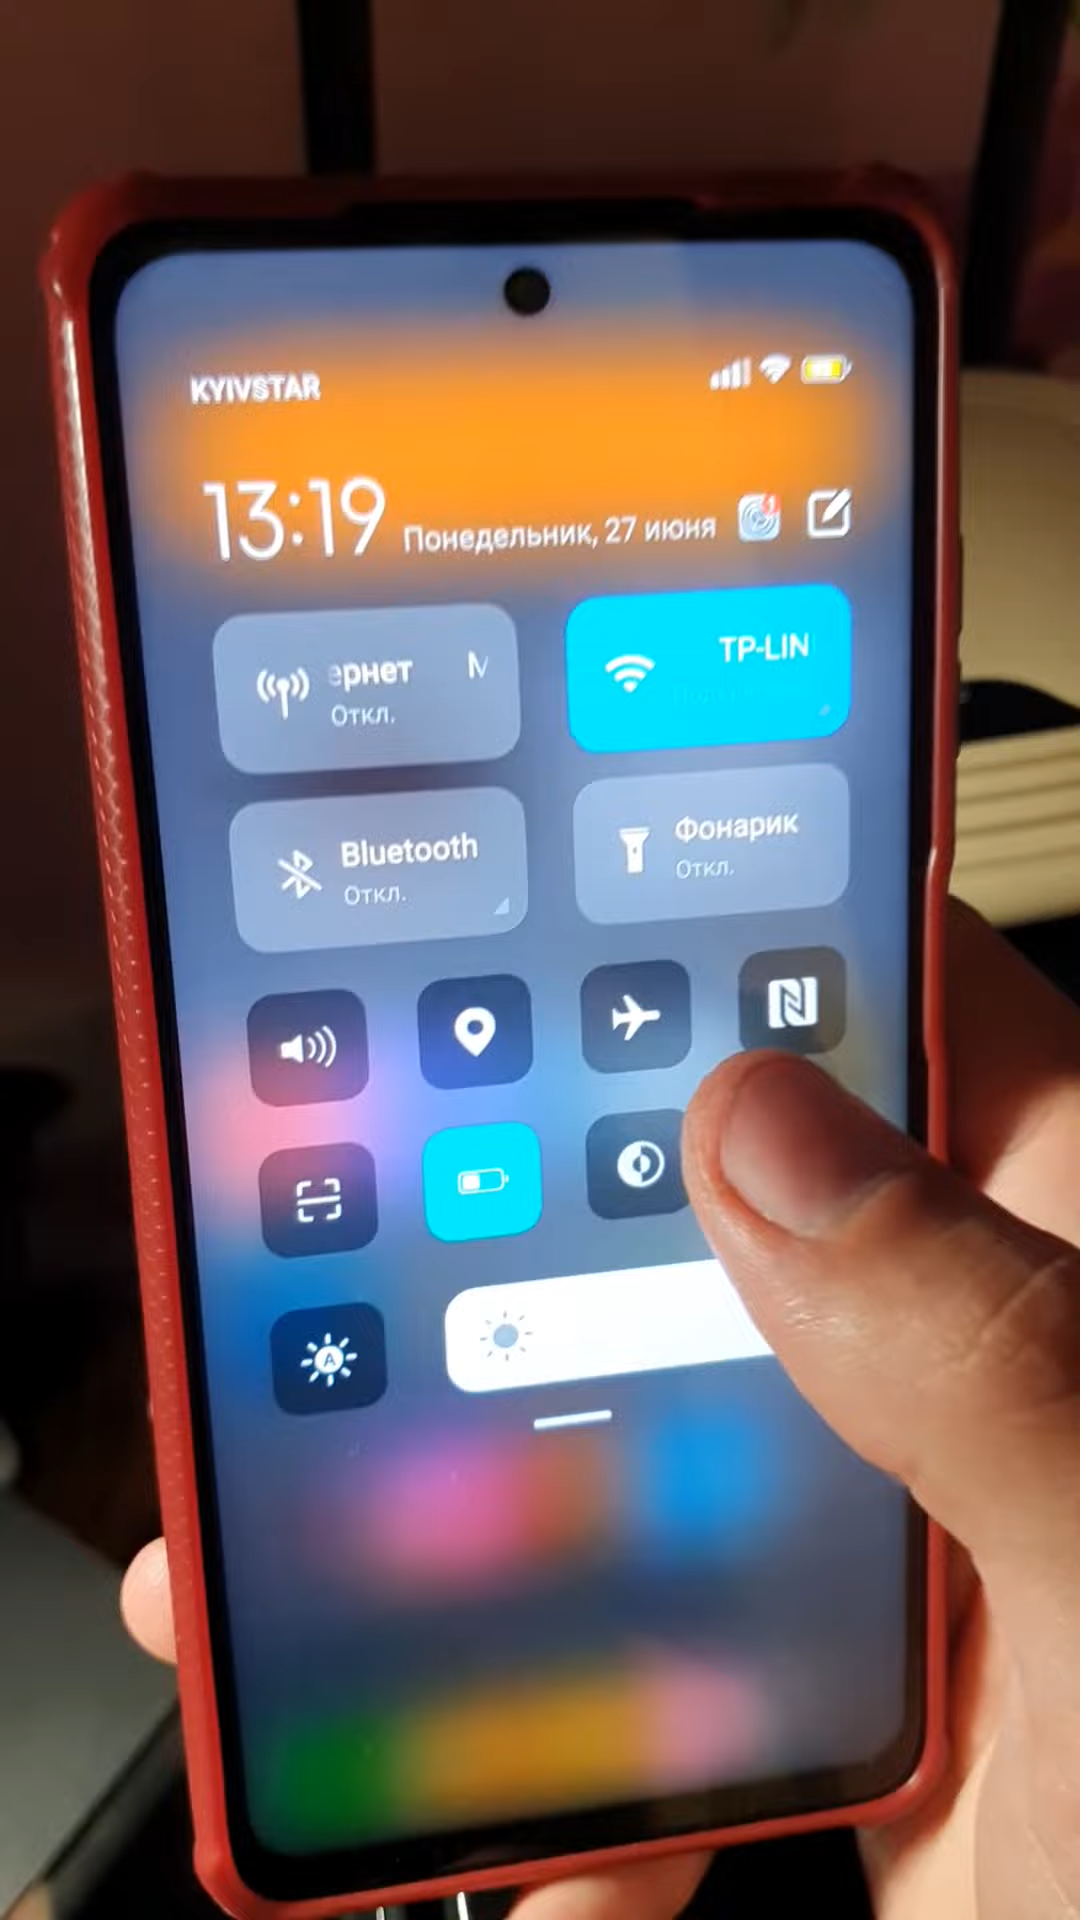 KYIVSTAR
13:19 Понедельник, 27 июня
ернет M
Откл.
TP-LIN
Bluetooth
Откл.
Фонарик
Откл.
A